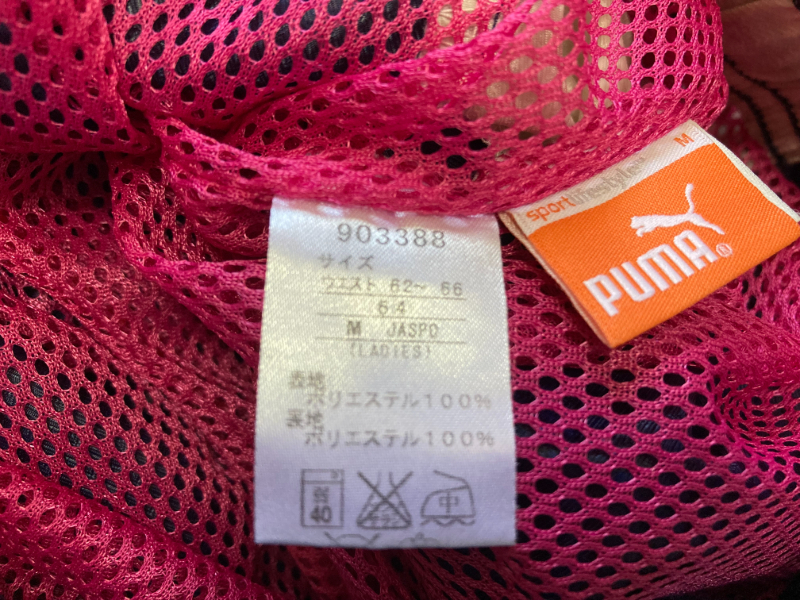 903388
サイズ
ウエスト 62～ 66
64
M JASPO
(LADIES)
表地
ポリエステル100%
裏地
ポリエステル100%
弱
40
中
M
sportlifestyle
PUMA®